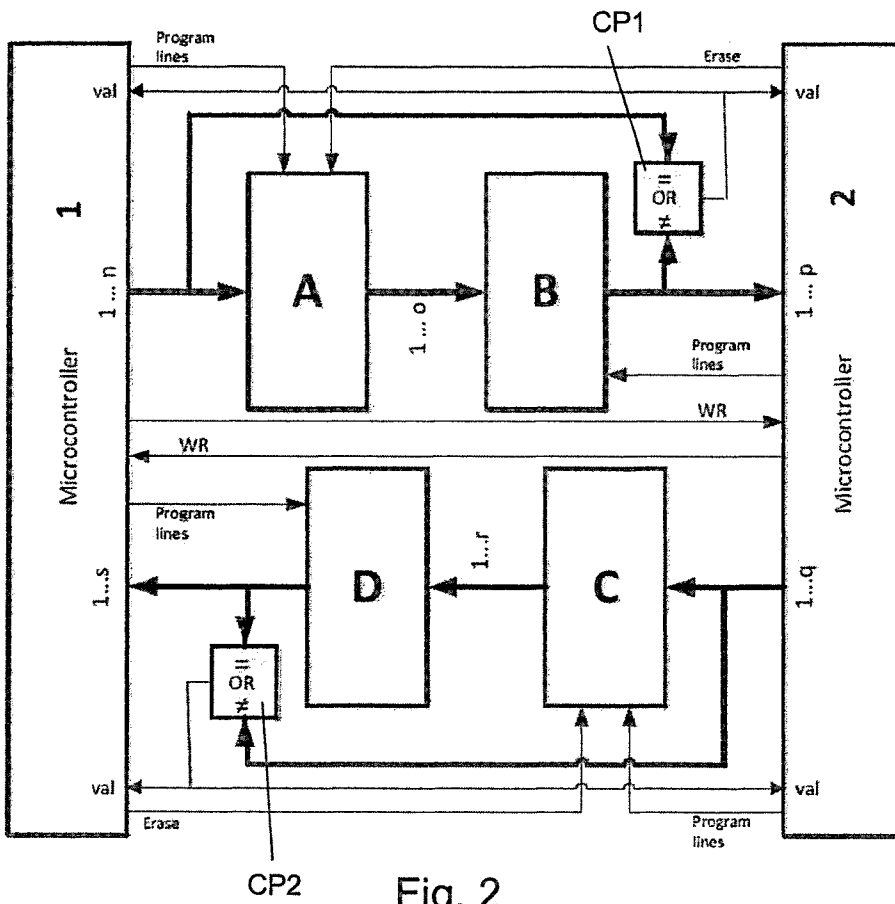 CP1
Program
lines
Erase
val
val
=
OR
≠
1
2
A
B
1 ... n
1 ... o
1 ... p
Microcontroller
Microcontroller
Program
lines
WR
WR
Program
lines
D
C
1...s
1...r
1...q
=
OR
≠
val
val
Erase
Program
lines
CP2
Fig. 2